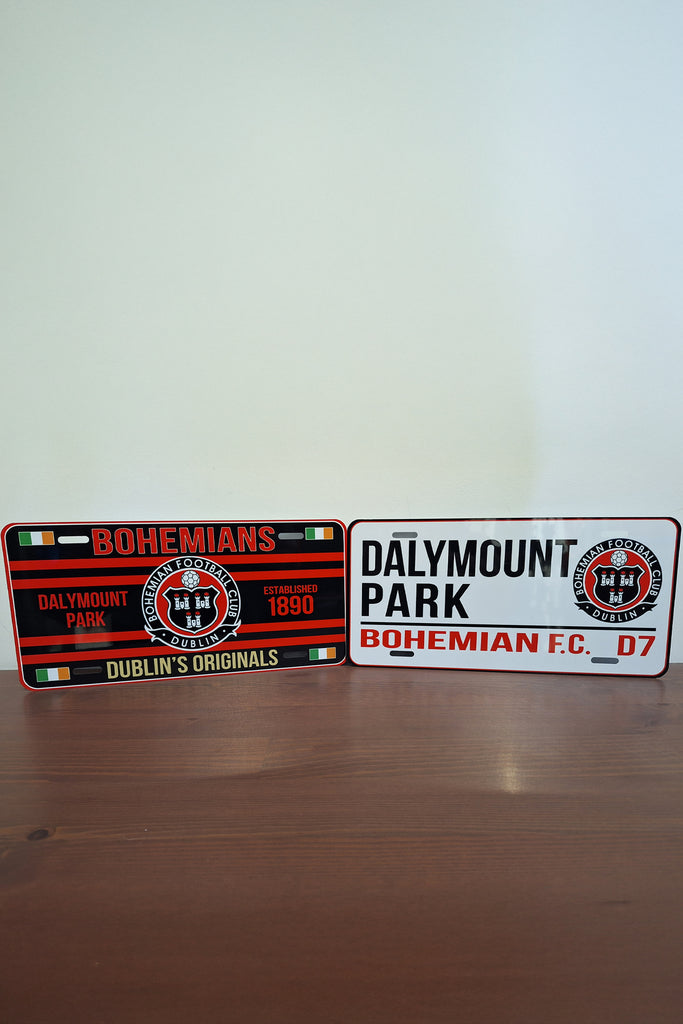 BOHEMIANS
BOHEMIAN FOOTBALL CLUB
DUBLIN
DALYMOUNT
PARK
ESTABLISHED
1890
DUBLIN'S ORIGINALS
DALYMOUNT
PARK
BOHEMIAN FOOTBALL CLUB
DUBLIN
BOHEMIAN F.C. D7